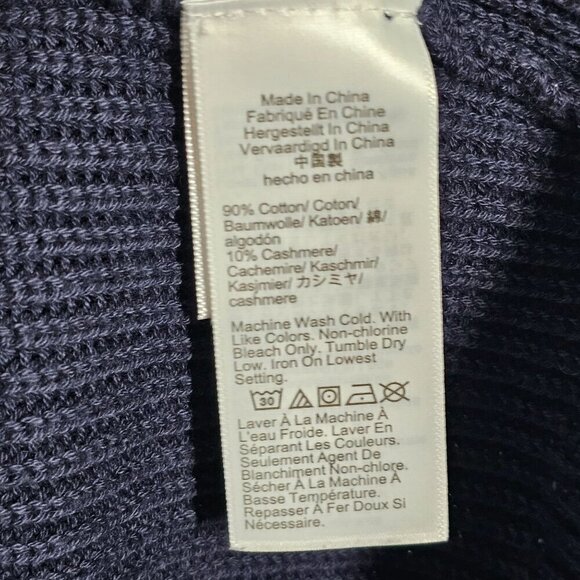 Made In China
Fabriqué En Chine
Hergestellt In China
Vervaardigd In China
中国製
hecho en china
90% Cotton/ Coton/
Baumwolle/ Katoen/ 綿/
algodón
10% Cashmere/
Cachemire/ Kaschmir/
Kasjmier/ カシミヤ/
cashmere
Machine Wash Cold. With
Like Colors. Non-chlorine
Bleach Only. Tumble Dry
Low. Iron On Lowest
Setting.
30
Laver À La Machine À
L'eau Froide. Laver En
Séparant Les Couleurs.
Seulement Agent De
Blanchiment Non-chlore.
Sécher À La Machine À
Basse Température.
Repasser À Fer Doux Si
Nécessaire.